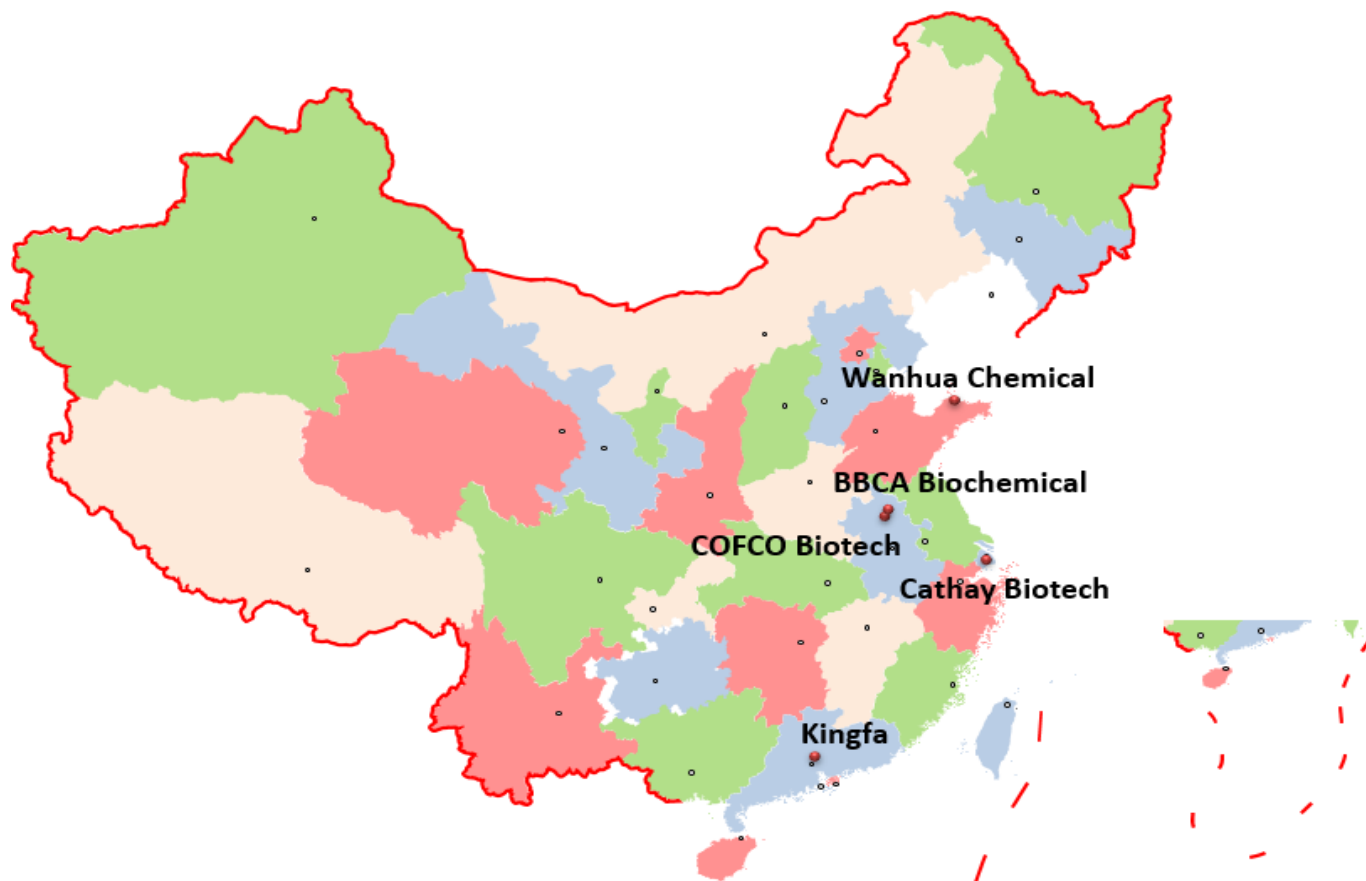 Wanhua Chemical
BBCA Biochemical
COFCO Biotech
Cathay Biotech
Kingfa